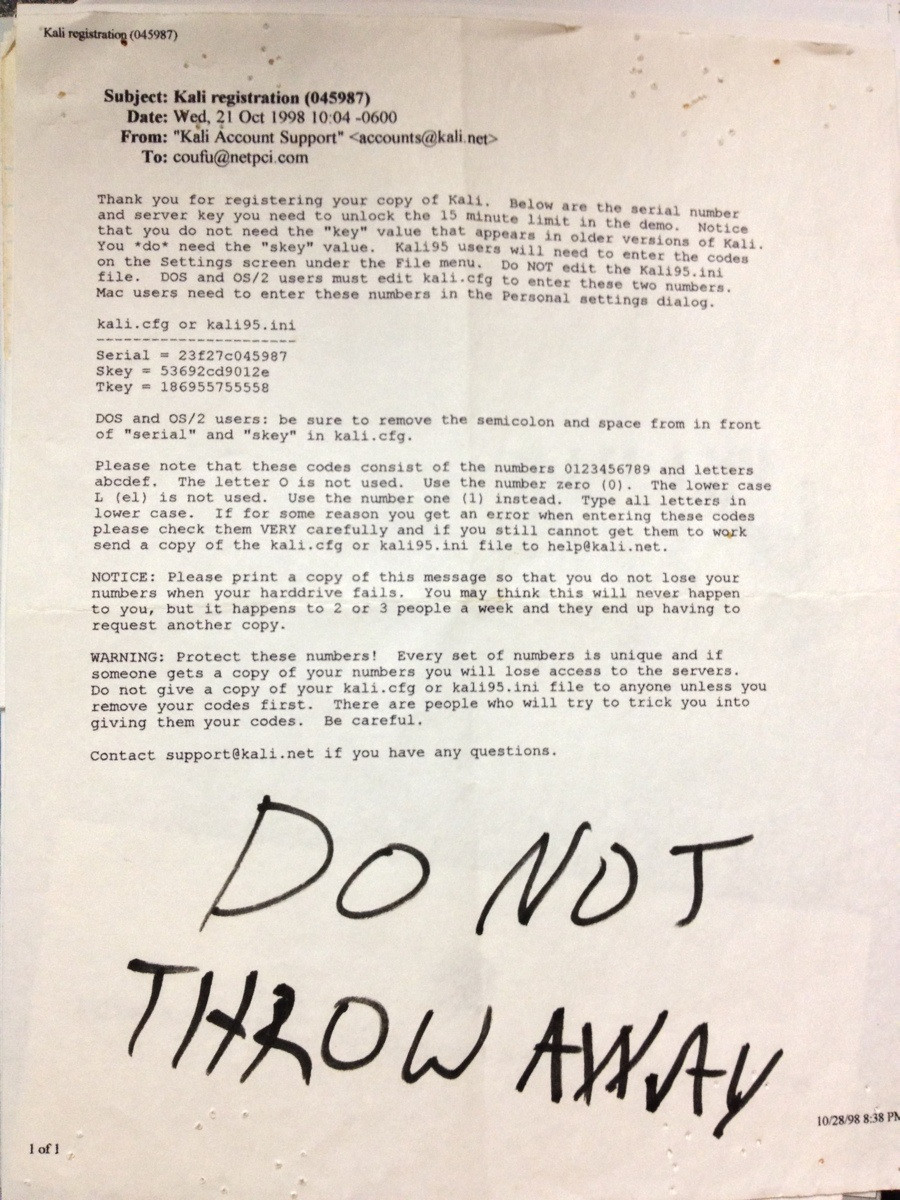 Kali registration (045987)
Subject: Kali registration (045987)
Date: Wed, 21 Oct 1998 10:04 -0600
From: "Kali Account Support" <accounts@kali.net>
To: coufu@netpci.com
Thank you for registering your copy of Kali.  Below are the serial number
and server key you need to unlock the 15 minute limit in the demo.  Notice
that you do not need the "key" value that appears in older versions of Kali.
You *do* need the "skey" value.  Kali95 users will need to enter the codes
on the Settings screen under the File menu.  Do NOT edit the Kali95.ini
file.  DOS and OS/2 users must edit kali.cfg to enter these two numbers.
Mac users need to enter these numbers in the Personal settings dialog.
kali.cfg or kali95.ini
----------------------
Serial = 23f27c045987
Skey = 53692cd9012e
Tkey = 186955755558
DOS and OS/2 users: be sure to remove the semicolon and space from in front
of "serial" and "skey" in kali.cfg.
Please note that these codes consist of the numbers 0123456789 and letters
abcdef.  The letter O is not used.  Use the number zero (0).  The lower case
L (el) is not used.  Use the number one (1) instead.  Type all letters in
lower case.  If for some reason you get an error when entering these codes
please check them VERY carefully and if you still cannot get them to work
send a copy of the kali.cfg or kali95.ini file to help@kali.net.
NOTICE: Please print a copy of this message so that you do not lose your
numbers when your harddrive fails.  You may think this will never happen
to you, but it happens to 2 or 3 people a week and they end up having to
request another copy.
WARNING: Protect these numbers!  Every set of numbers is unique and if
someone gets a copy of your numbers you will lose access to the servers.
Do not give a copy of your kali.cfg or kali95.ini file to anyone unless you
remove your codes first.  There are people who will try to trick you into
giving them your codes.  Be careful.
Contact support@kali.net if you have any questions.
DO NOT
THROW AWAY
10/28/98 8:38 PM
1 of 1